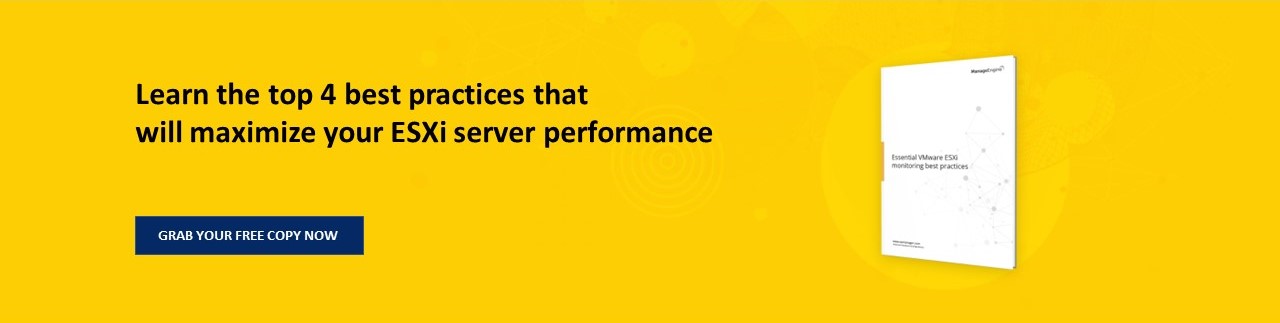 Learn the top 4 best practices that
will maximize your ESXi server performance
GRAB YOUR FREE COPY NOW
ManageEngine
Essential VMware ESXi
monitoring best practices